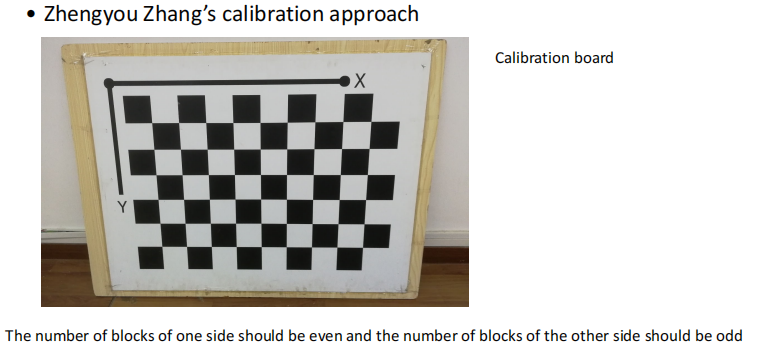 • Zhengyou Zhang's calibration approach
Calibration board
X
Y
The number of blocks of one side should be even and the number of blocks of the other side should be odd